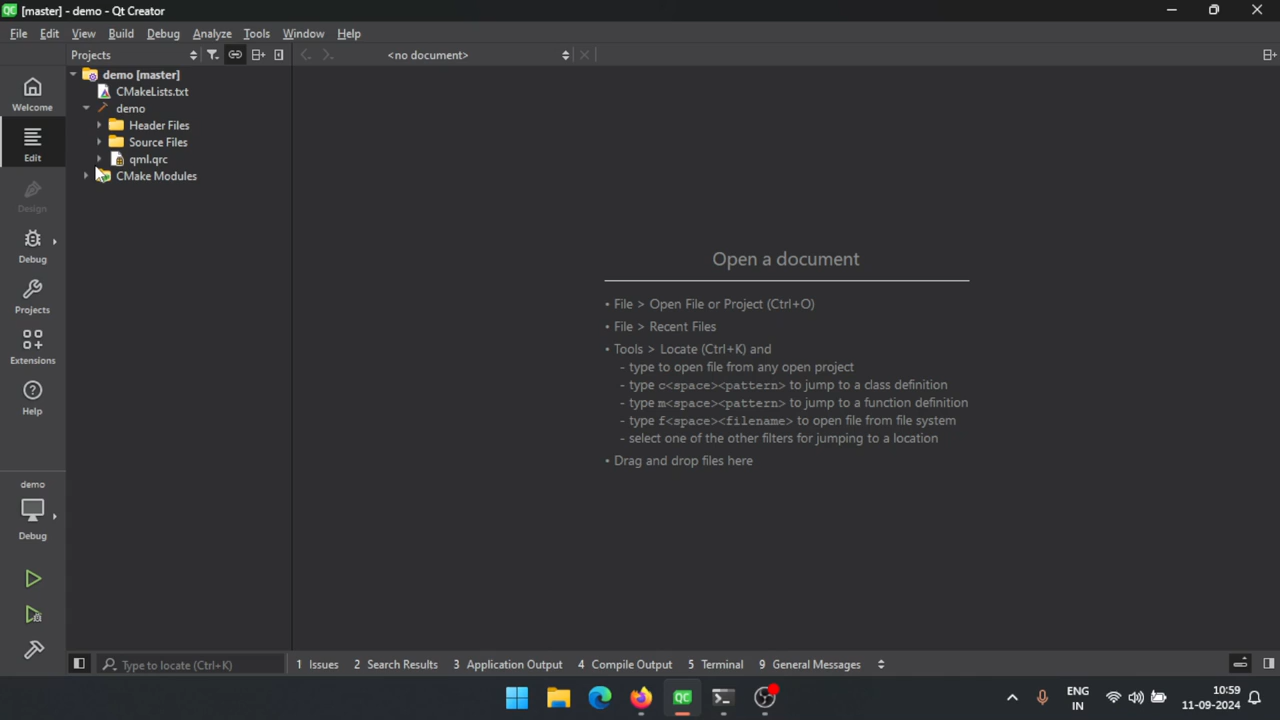 QC [master] - demo - Qt Creator
File Edit View Build Debug Analyze Tools Window Help
Projects <no document>
demo [master]
CMakeLists.txt
demo
Header Files
Source Files
qml.qrc
CMake Modules
Welcome
Edit
Design
Debug
Projects
Extensions
Help
demo
Debug
Open a document
• File > Open File or Project (Ctrl+O)
• File > Recent Files
• Tools > Locate (Ctrl+K) and
- type to open file from any open project
- type c<space><pattern> to jump to a class definition
- type m<space><pattern> to jump to a function definition
- type f<space><filename> to open file from file system
- select one of the other filters for jumping to a location
• Drag and drop files here
Type to locate (Ctrl+K) 1 Issues 2 Search Results 3 Application Output 4 Compile Output 5 Terminal 9 General Messages
QC
ENG
IN
10:59
11-09-2024